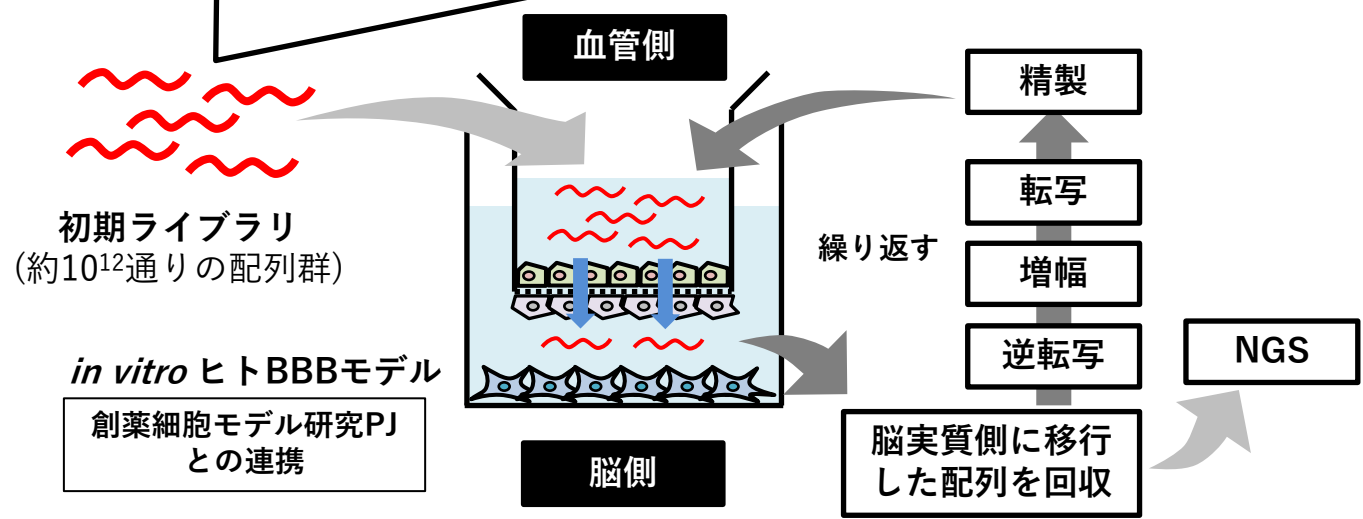 血管側
初期ライブラリ
(約10¹²通りの配列群)
in vitro ヒトBBBモデル
創薬細胞モデル研究PJ
との連携
脳側
繰り返す
精製
転写
増幅
逆転写
脳実質側に移行
した配列を回収
NGS